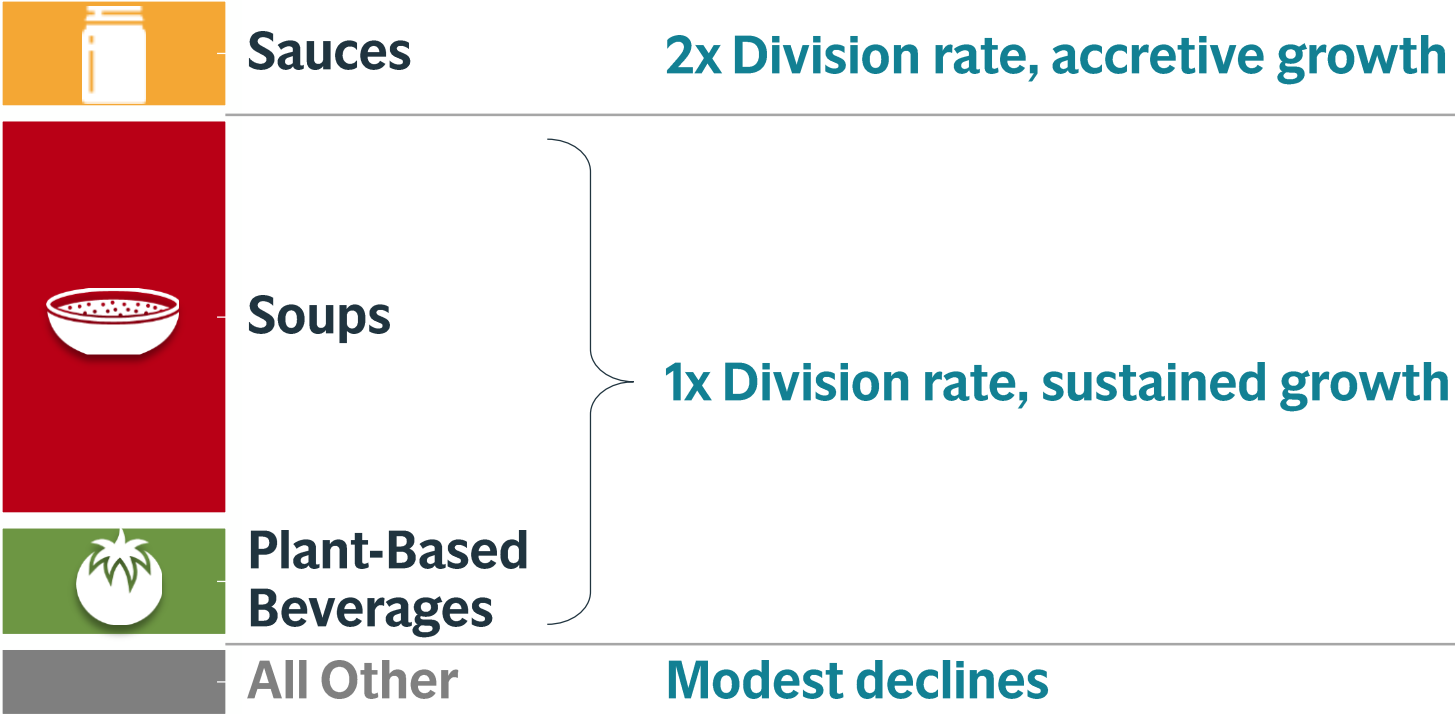 Sauces
2x Division rate, accretive growth
Soups
1x Division rate, sustained growth
Plant-Based
Beverages
All Other
Modest declines